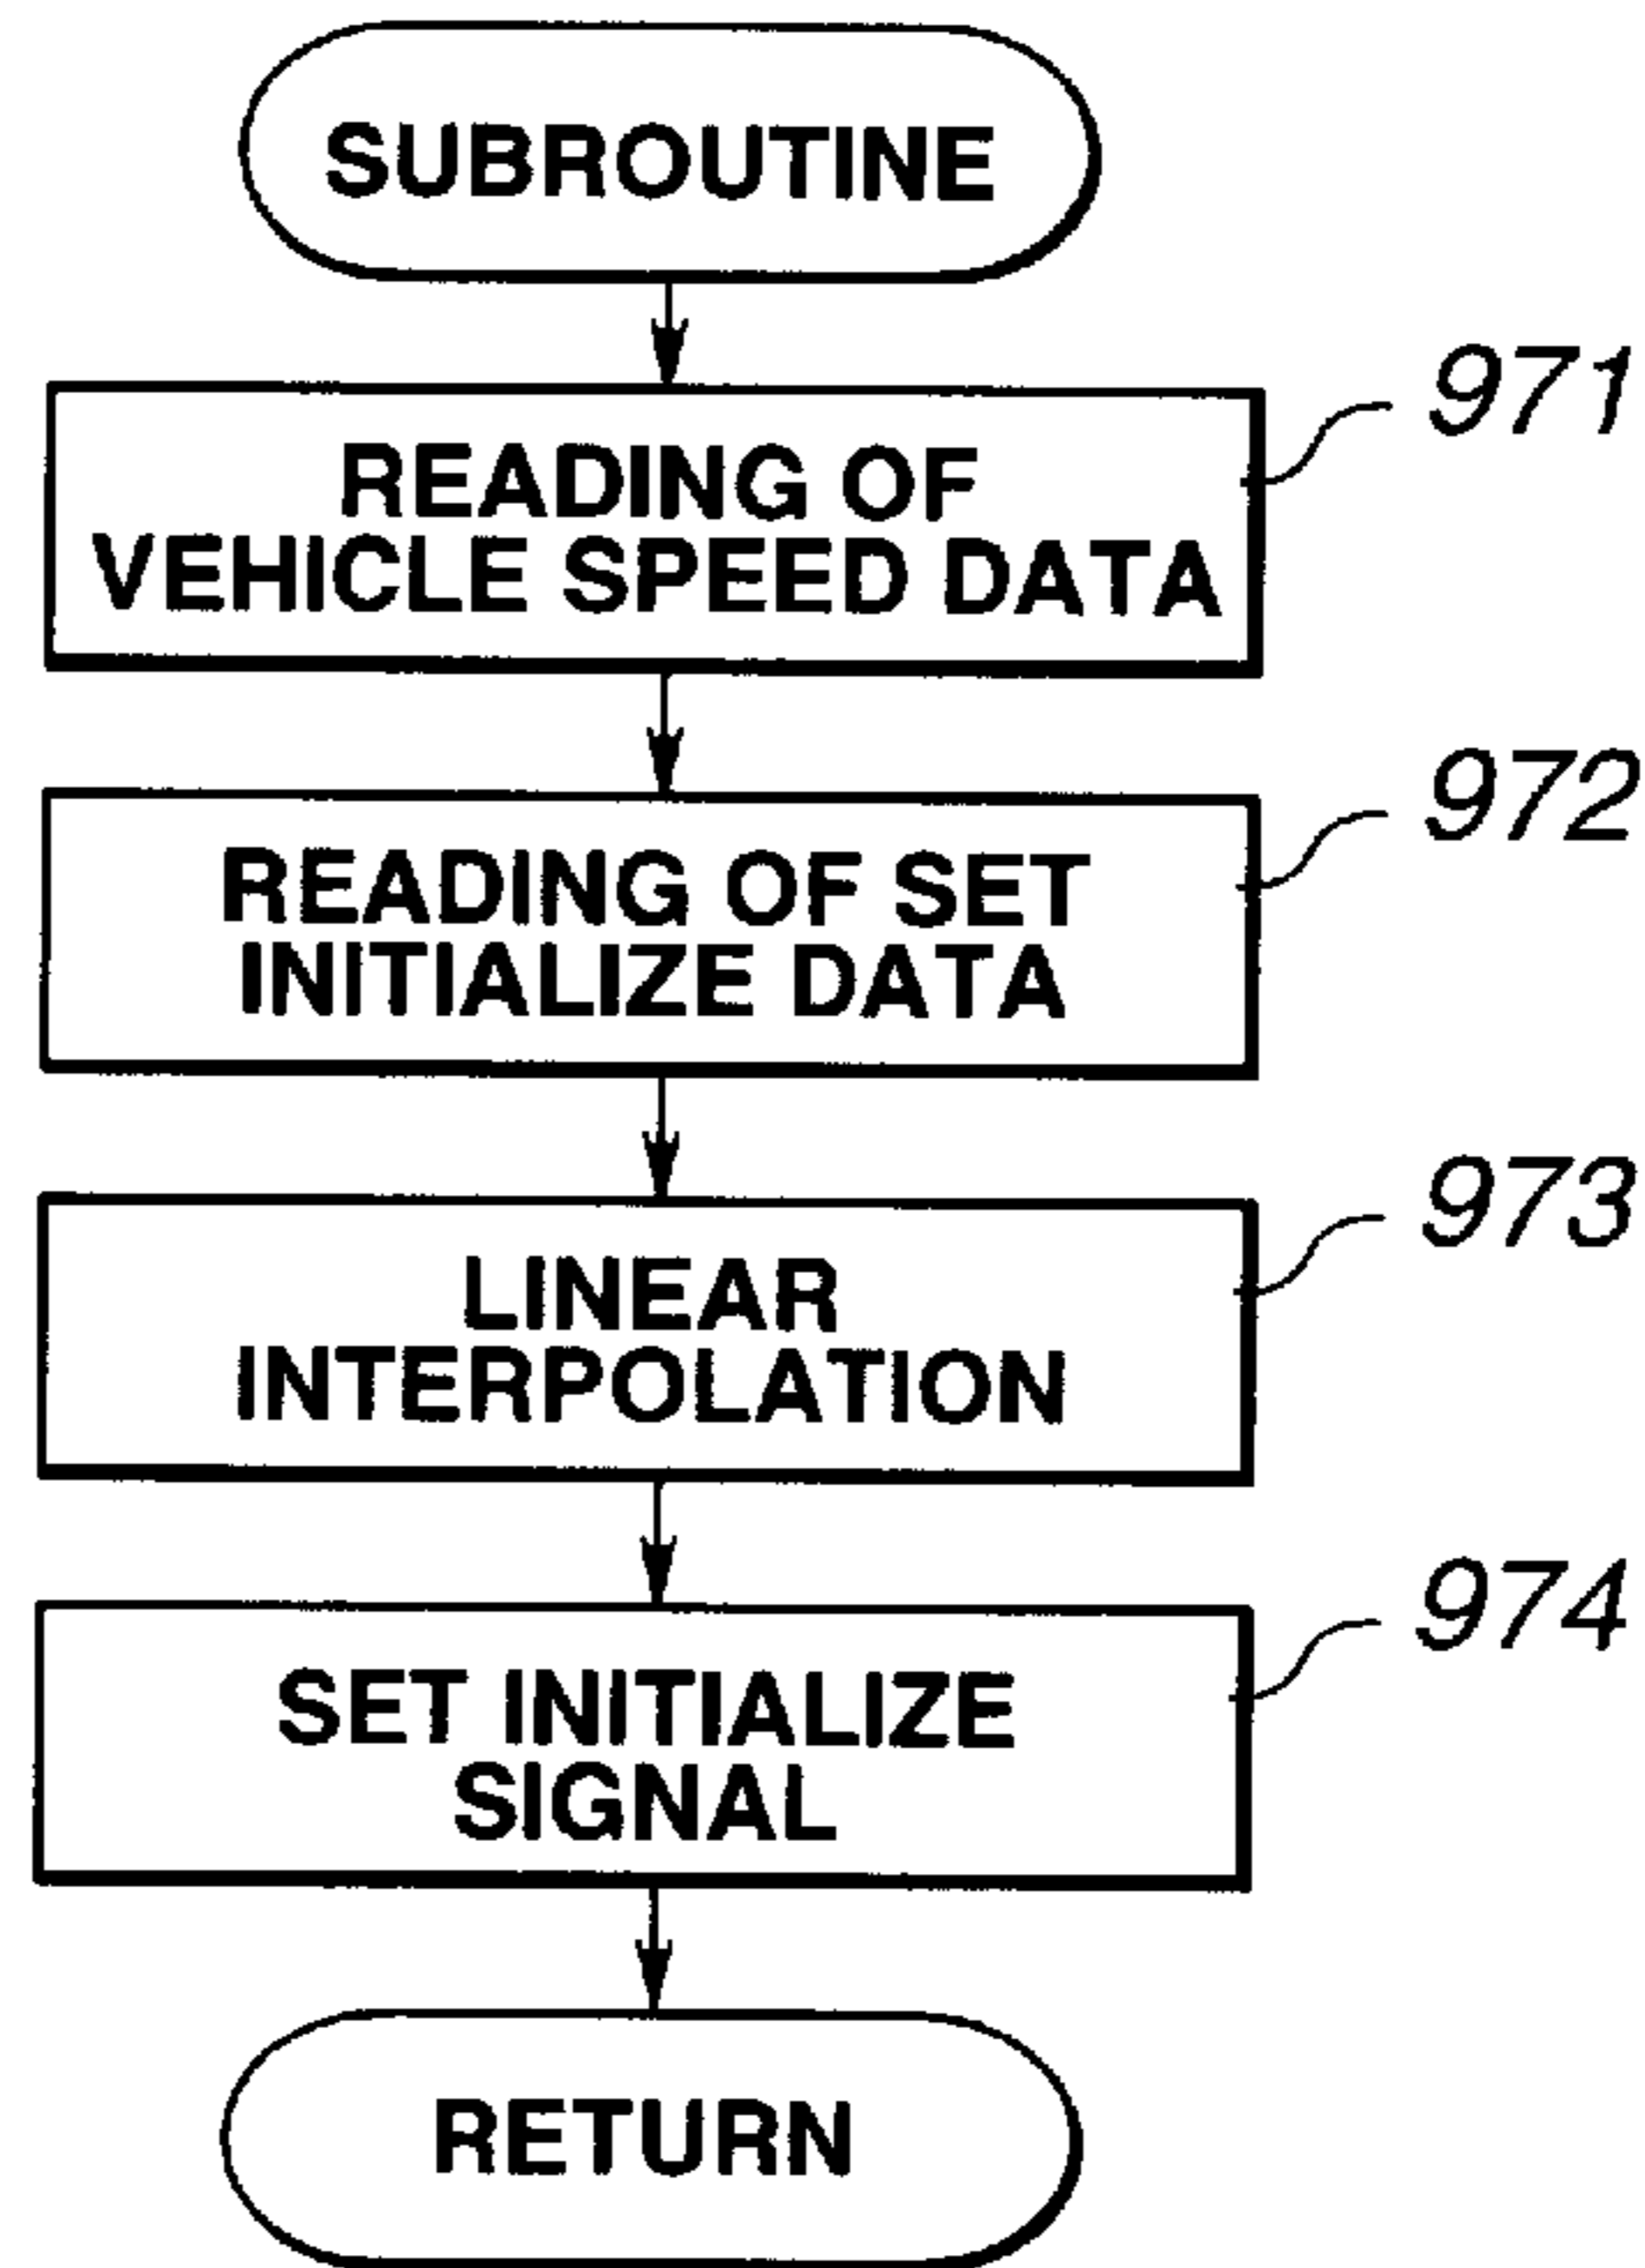 SUBROUTINE
971
READING OF
VEHICLE SPEED DATA
972
READING OF SET
INITIALIZE DATA
973
LINEAR
INTERPOLATION
974
SET INITIALIZE
SIGNAL
RETURN